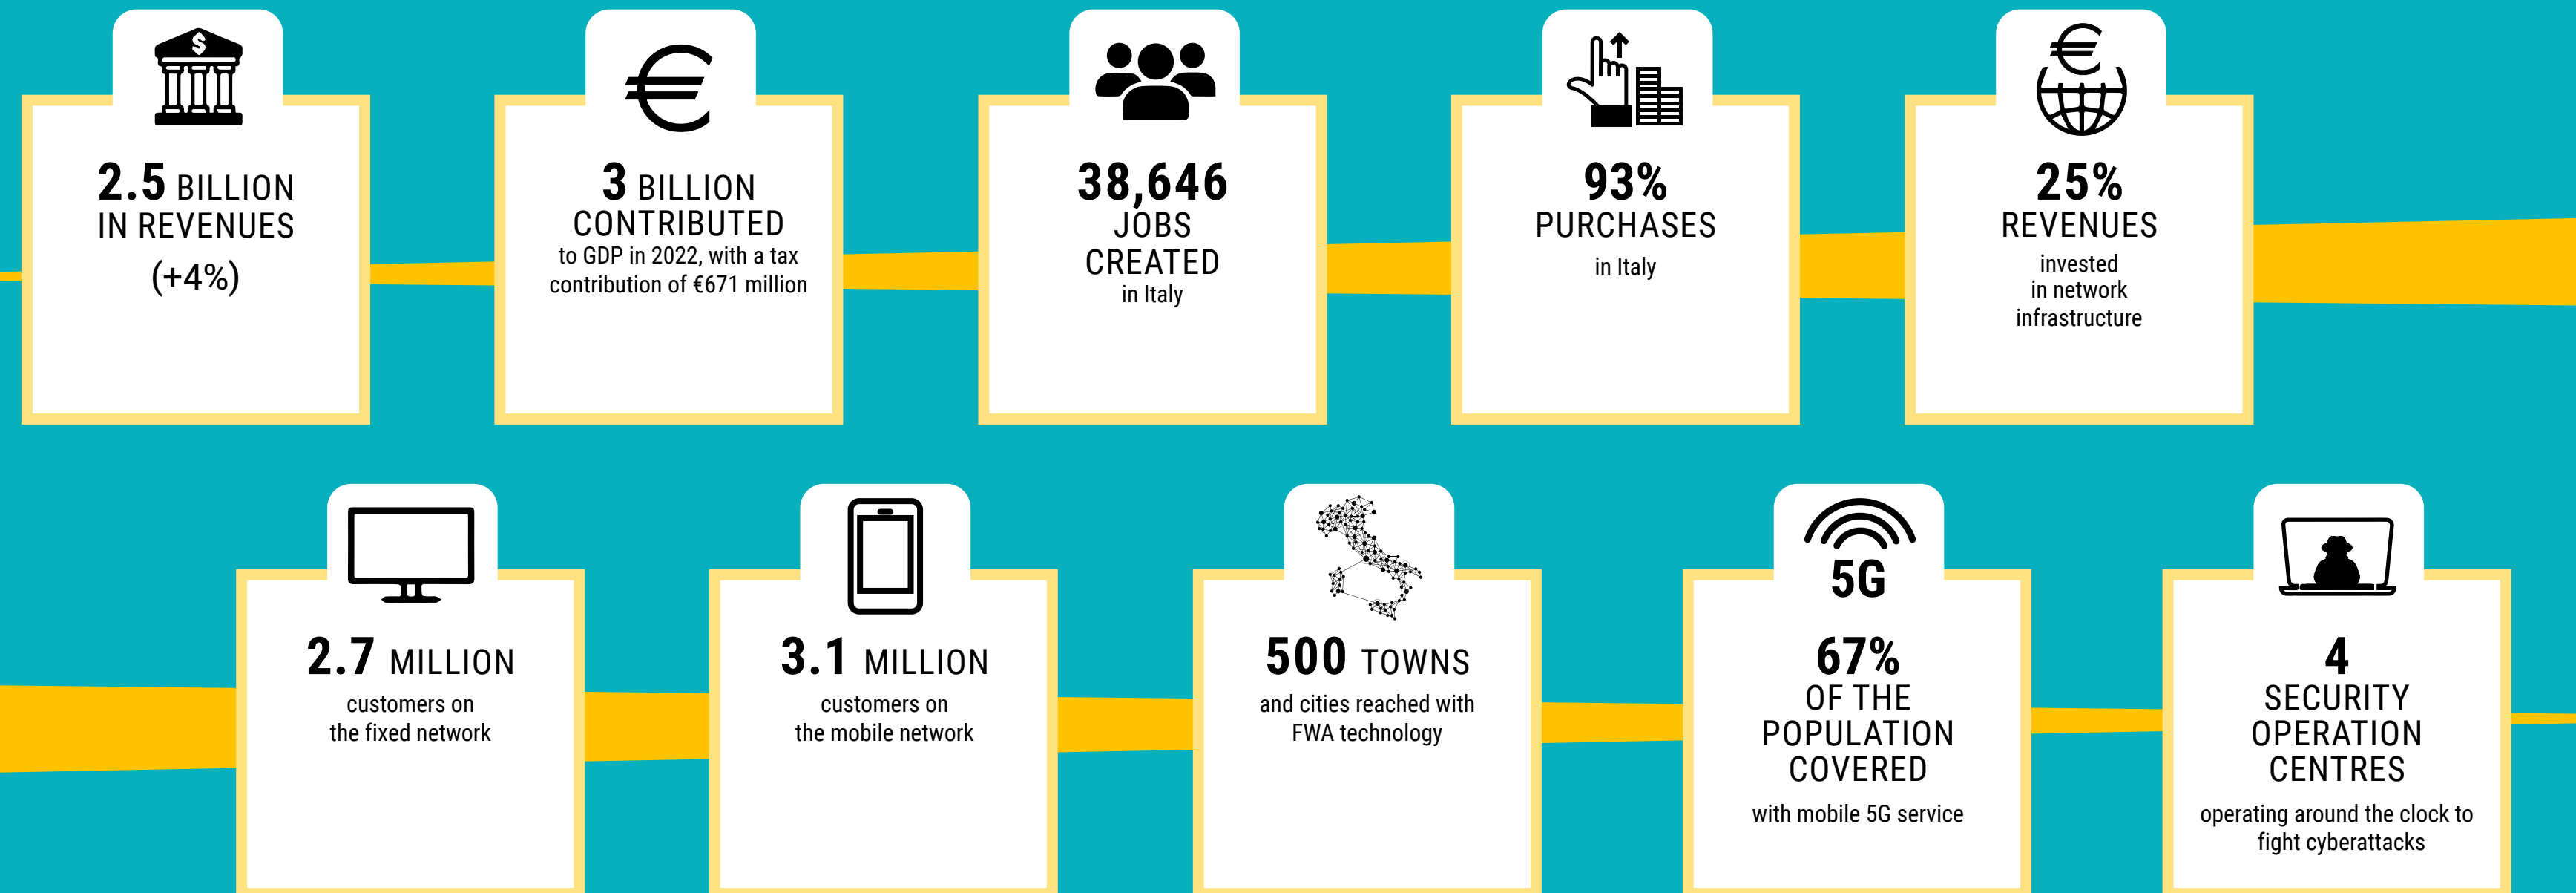 2.5 BILLION
IN REVENUES
(+4%)
3 BILLION
CONTRIBUTED
to GDP in 2022, with a tax
contribution of €671 million
38,646
JOBS
CREATED
in Italy
93%
PURCHASES
in Italy
25%
REVENUES
invested
in network
infrastructure
2.7 MILLION
customers on
the fixed network
3.1 MILLION
customers on
the mobile network
500 TOWNS
and cities reached with
FWA technology
5G
67%
OF THE
POPULATION
COVERED
with mobile 5G service
4
SECURITY
OPERATION
CENTRES
operating around the clock to
fight cyberattacks